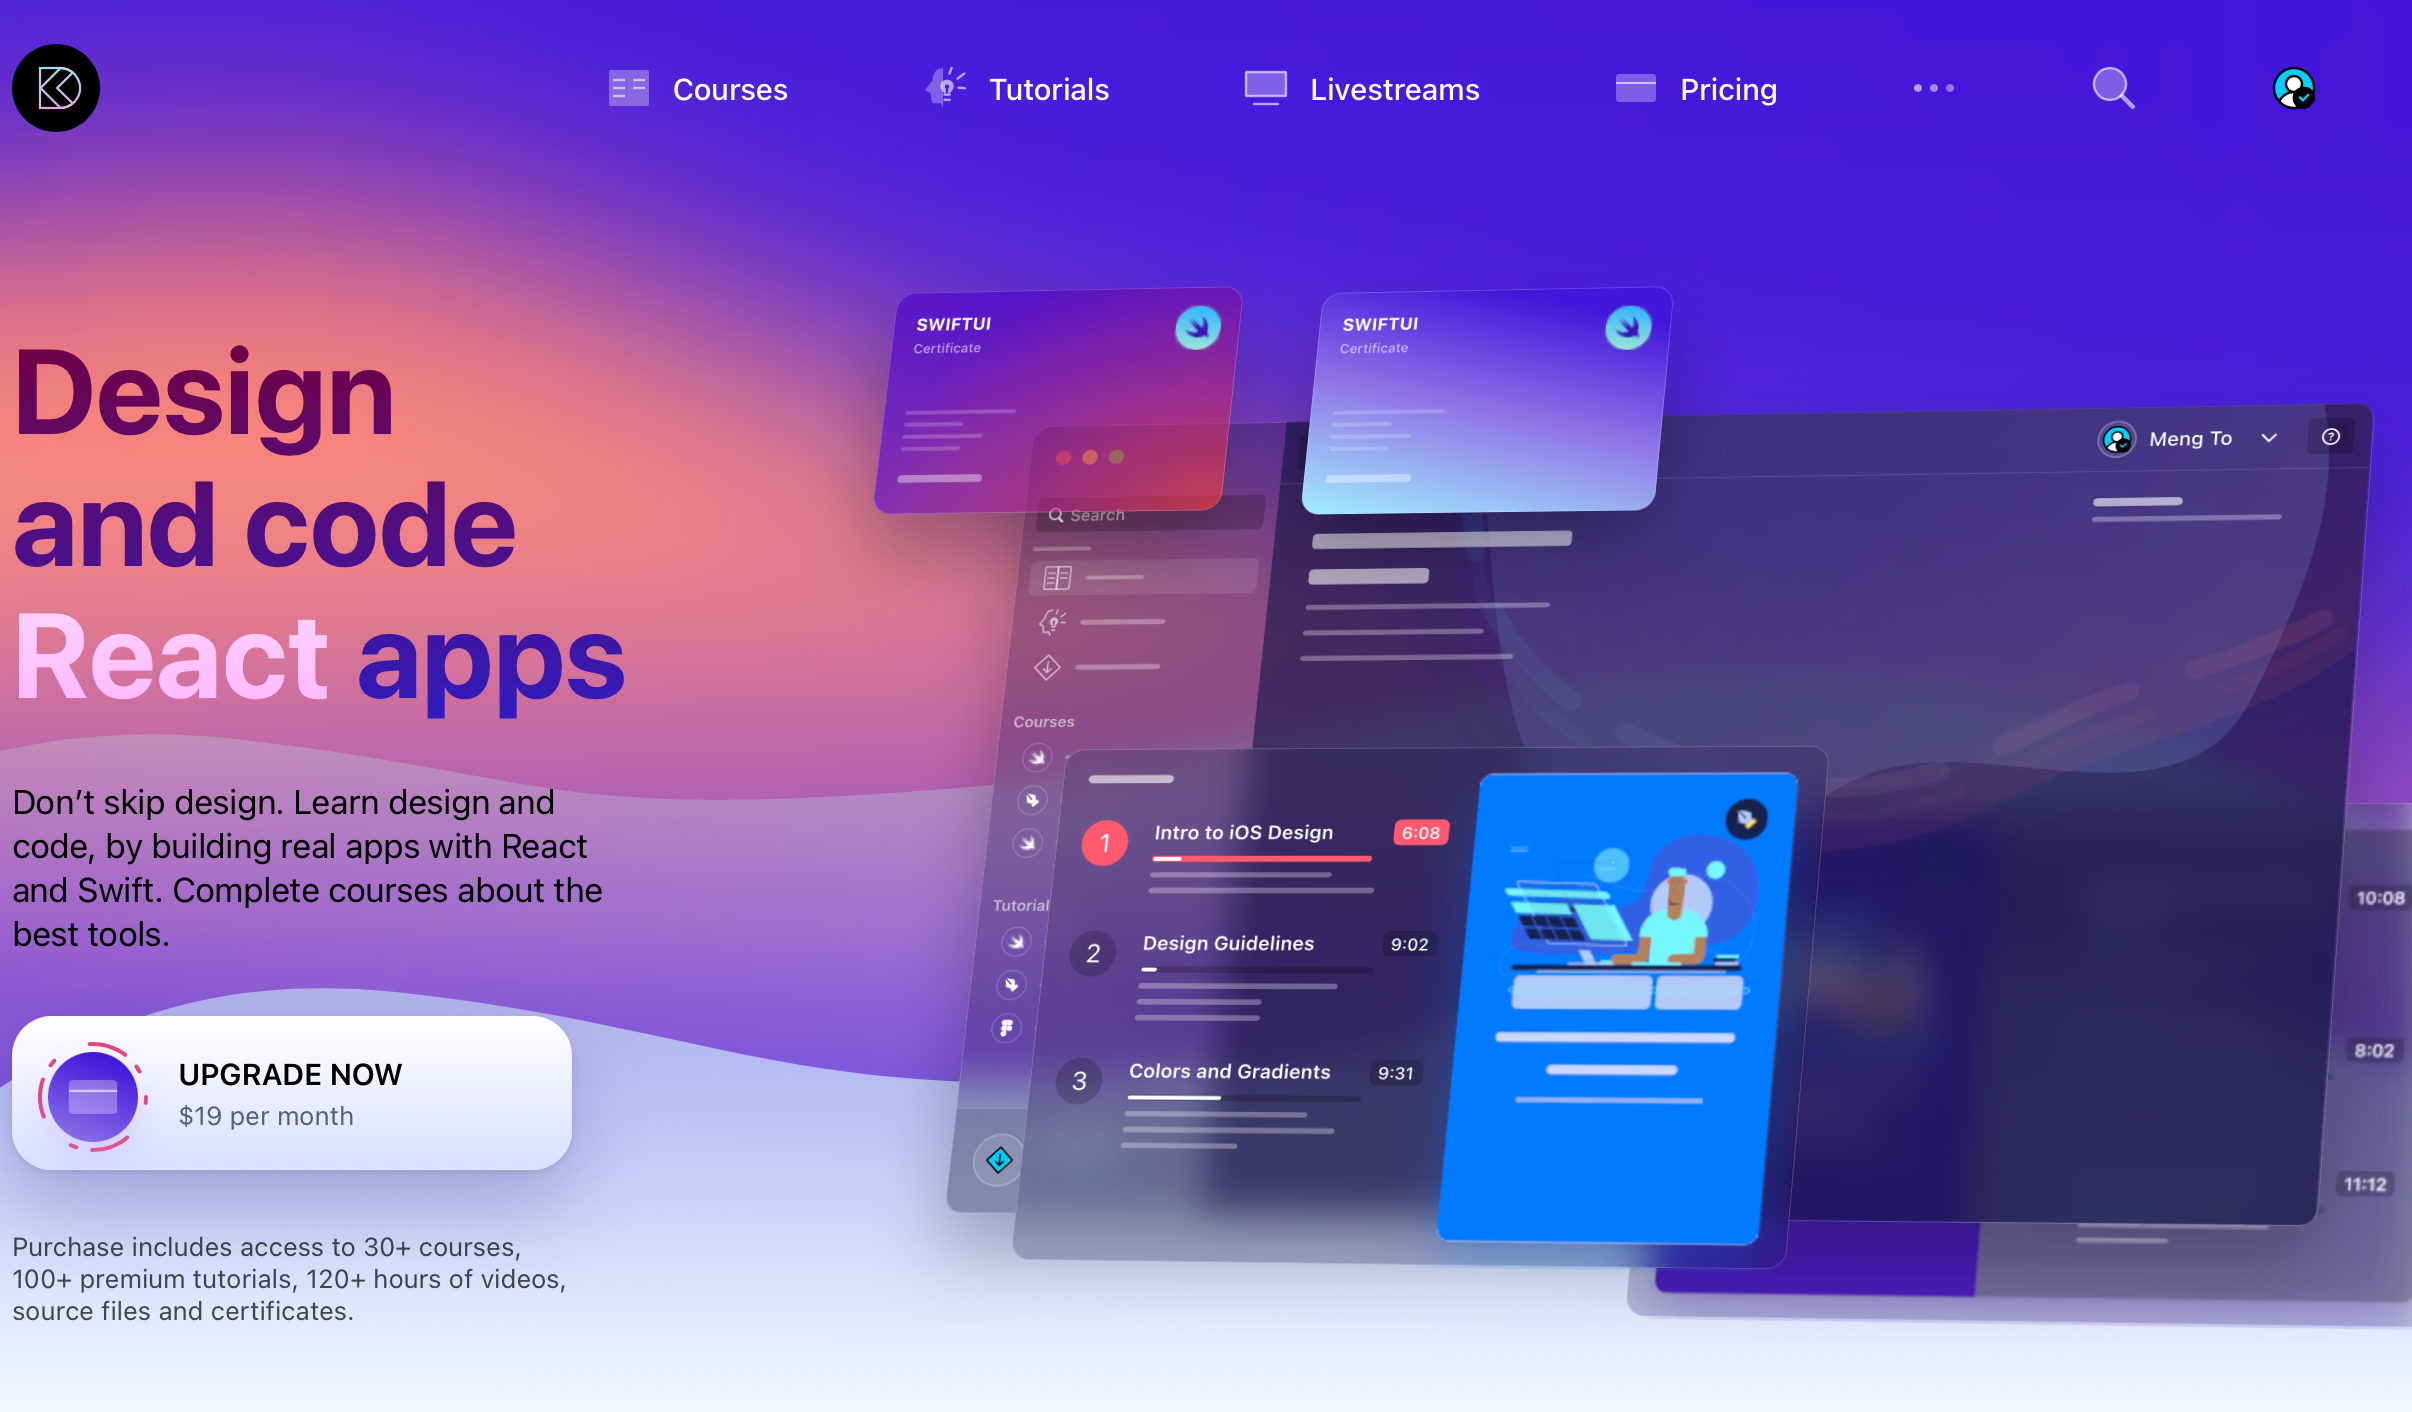 Courses
Tutorials
Livestreams
Pricing
Design
and code
React apps
Don’t skip design. Learn design and
code, by building real apps with React
and Swift. Complete courses about the
best tools.
UPGRADE NOW
$19 per month
Purchase includes access to 30+ courses,
100+ premium tutorials, 120+ hours of videos,
source files and certificates.
SWIFTUI
Certificate
SWIFTUI
Certificate
Meng To
Search
Courses
Tutorial
1 Intro to iOS Design 6:08
2 Design Guidelines 9:02
3 Colors and Gradients 9:31
10:08
8:02
11:12